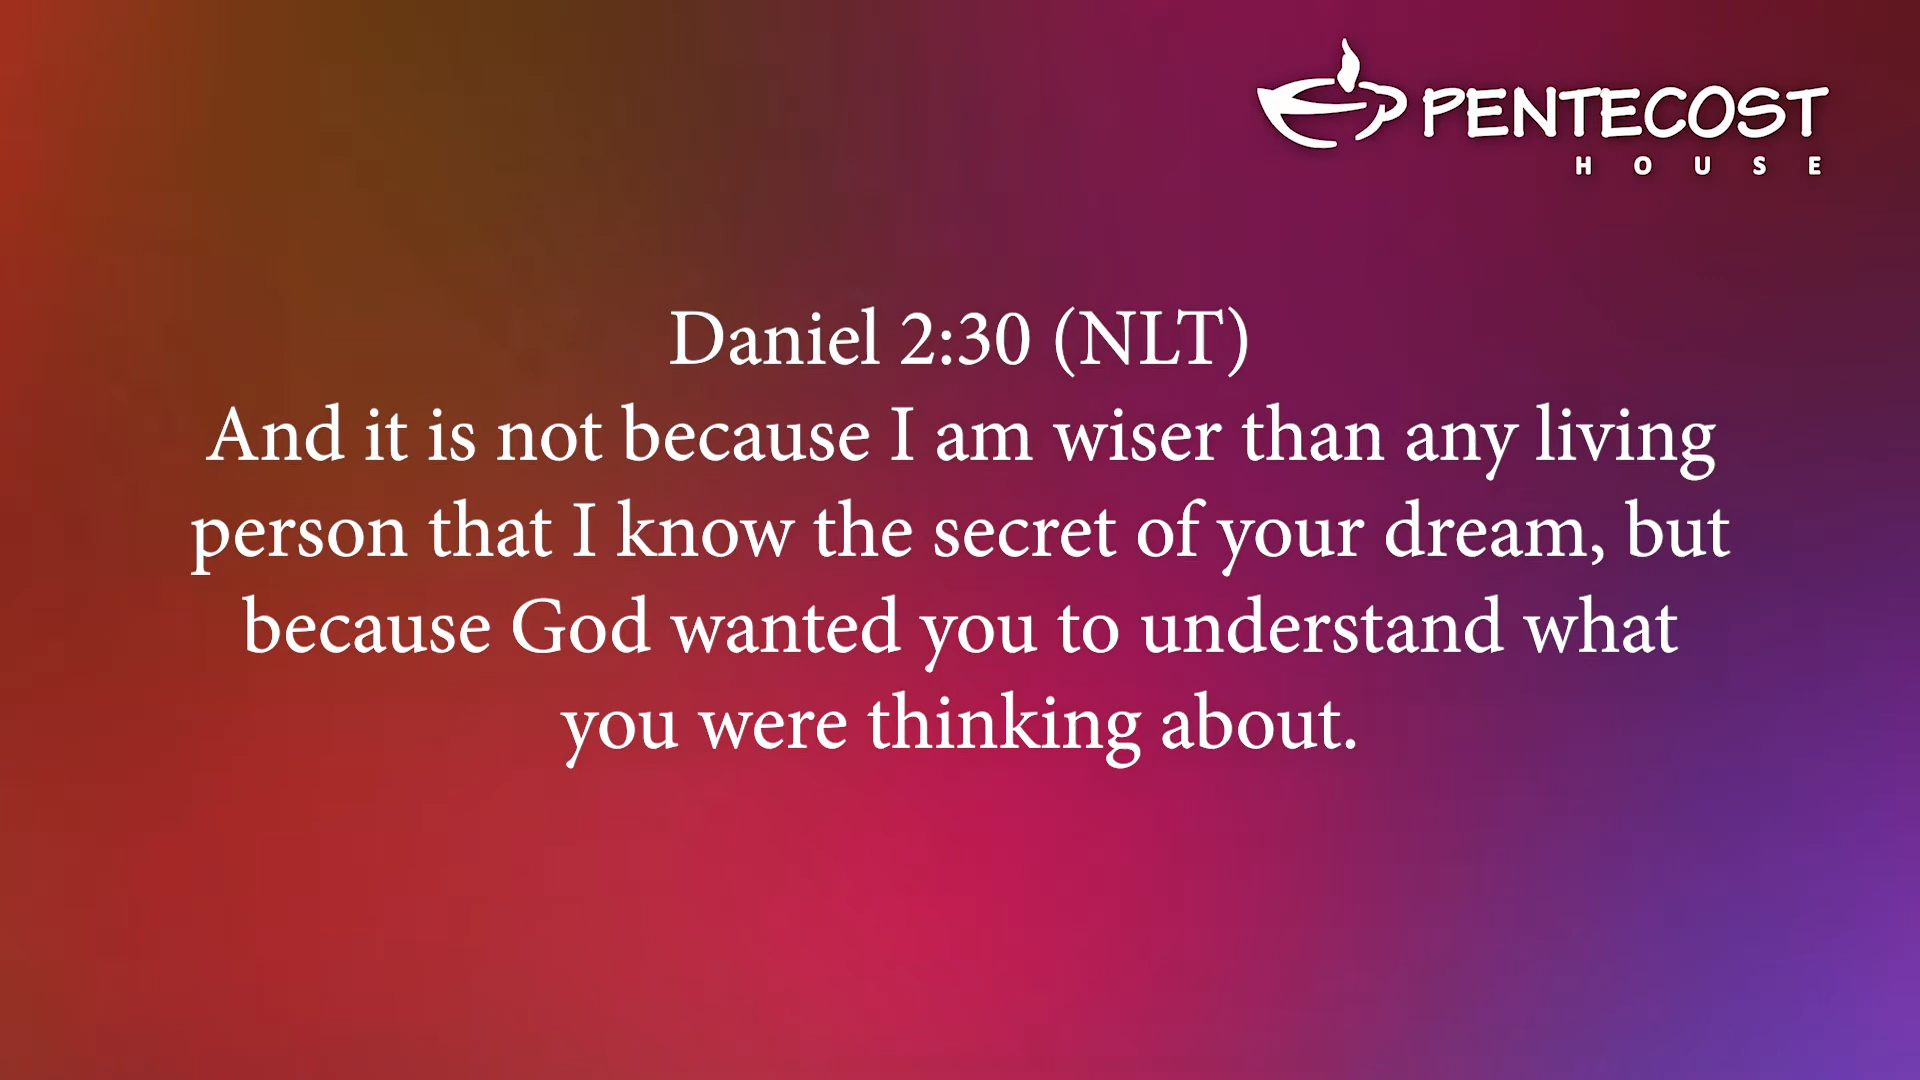 PENTECOST
HOUSE
Daniel 2:30 (NLT)
And it is not because I am wiser than any living
person that I know the secret of your dream, but
because God wanted you to understand what
you were thinking about.